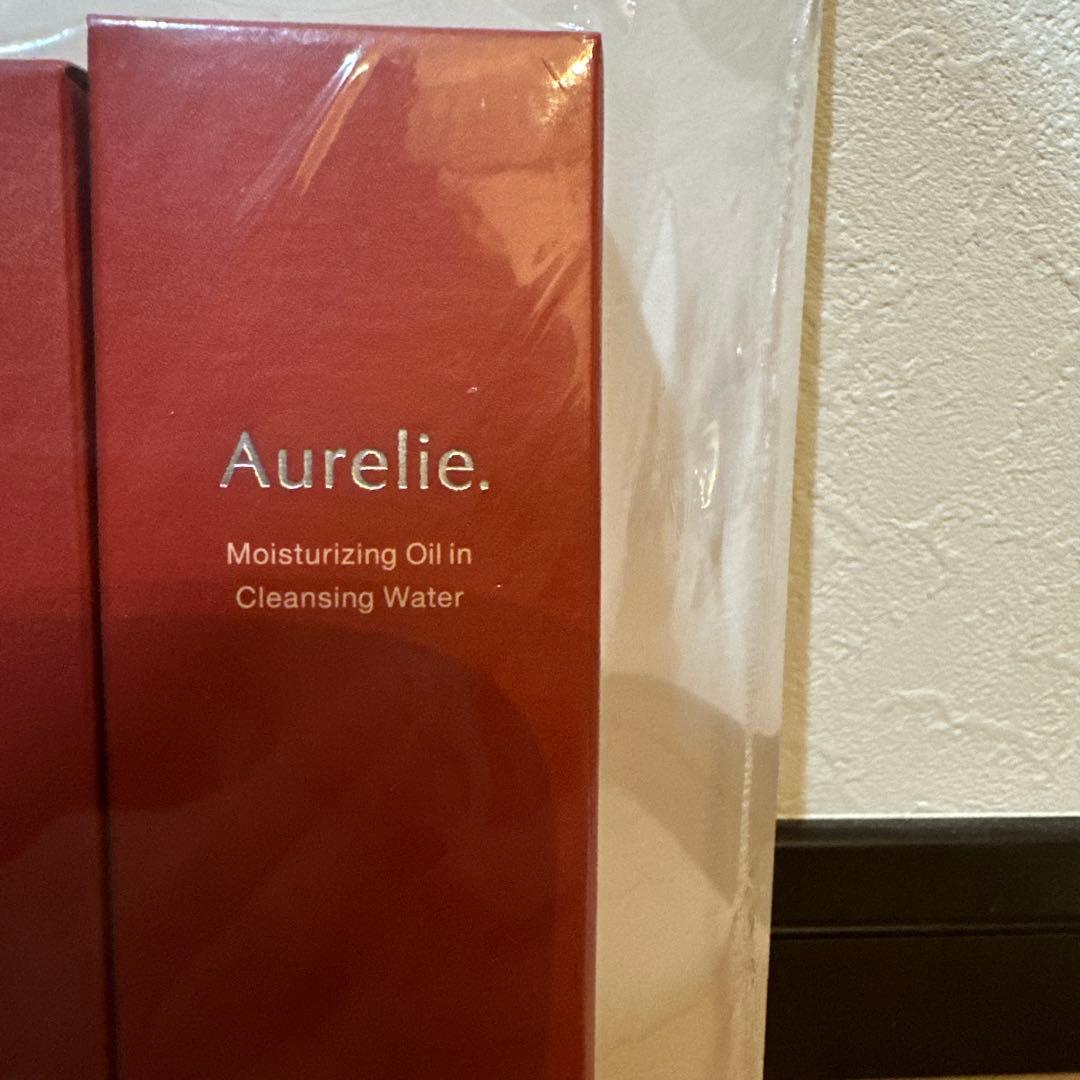 Aurelie.
Moisturizing Oil in
Cleansing Water